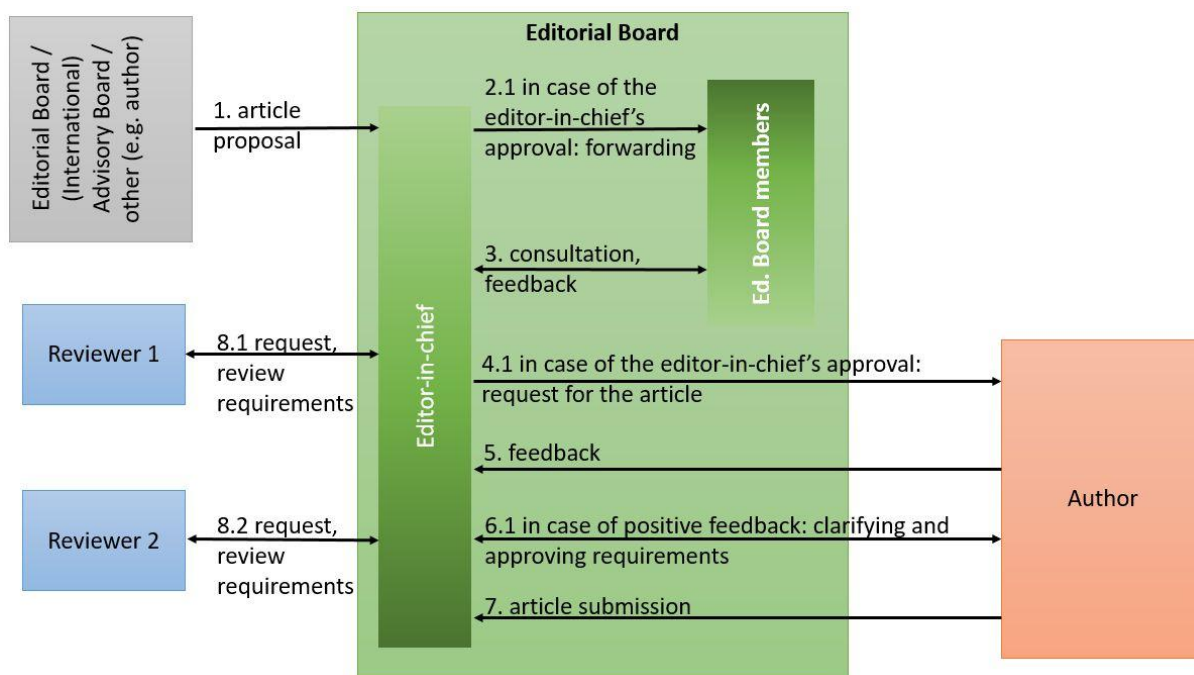 Editorial Board /
(International)
Advisory Board /
other (e.g. author)
1. article
proposal
Editorial Board
2.1 in case of the
editor-in-chief’s
approval: forwarding
Ed. Board members
3. consultation,
feedback
Editor-in-chief
Reviewer 1
8.1 request,
review
requirements
4.1 in case of the editor-in-chief’s approval:
request for the article
5. feedback
Author
Reviewer 2
8.2 request,
review
requirements
6.1 in case of positive feedback: clarifying and
approving requirements
7. article submission